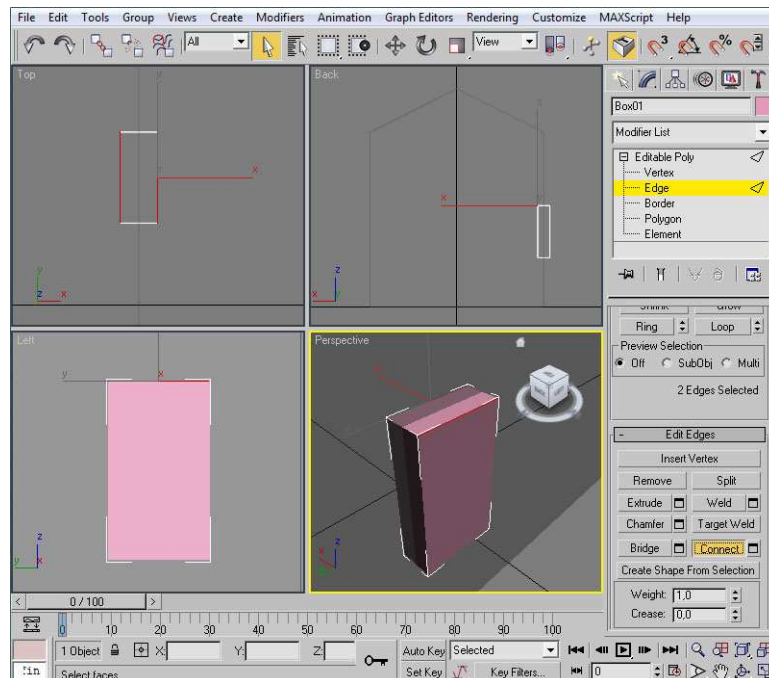 File Edit Tools Group Views Create Modifiers Animation Graph Editors Rendering Customize MAXScript Help
All
View
3
%
Top
Back
Left
Perspective
y
x
y
z x
x
z
x y
y
x
z
y x
z
x
Box01
Modifier List
Editable Poly
Vertex
Edge
Border
Polygon
Element
Shrink Grow
Ring Loop
Preview Selection
Off SubObj Multi
2 Edges Selected
- Edit Edges
Insert Vertex
Remove Split
Extrude Weld
Chamfer Target Weld
Bridge Connect
Create Shape From Selection
Weight: 1,0
Crease: 0,0
< 0 / 100 >
0 10 20 30 40 50 60 70 80 90 100
1 Object X: Y: Z: Auto Key Selected
Select faces Set Key Key Filters... 0